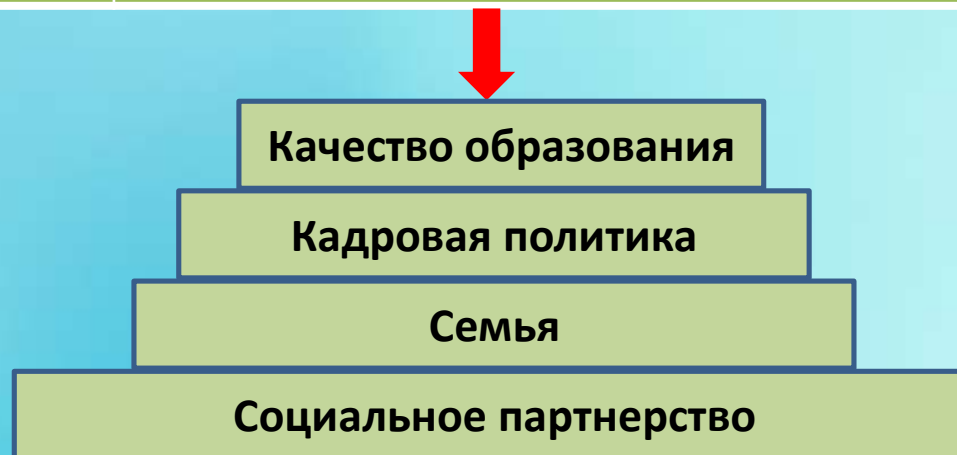 Качество образования
Кадровая политика
Семья
Социальное партнерство